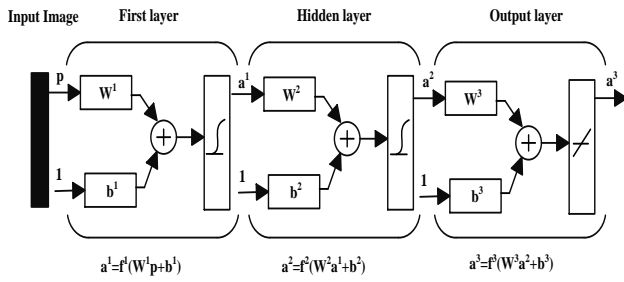 Input Image
First layer
Hidden layer
Output layer
p
W¹
1
b¹
+
a¹
W²
1
b²
+
a²
W³
1
b³
+
a³
a¹=f¹(W¹p+b¹)
a²=f²(W²a¹+b²)
a³=f³(W³a²+b³)